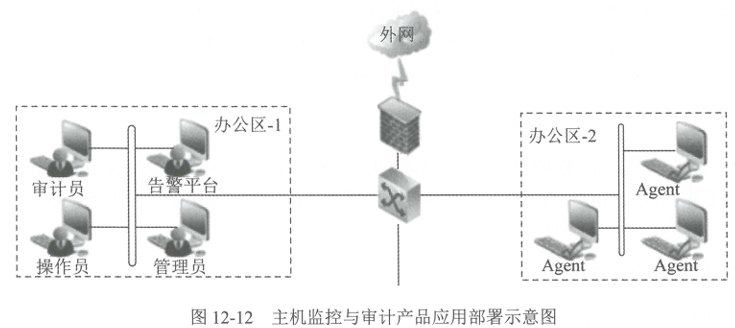 外网
办公区-1
办公区-2
审计员
告警平台
Agent
操作员
管理员
Agent
Agent
图 12-12 主机监控与审计产品应用部署示意图